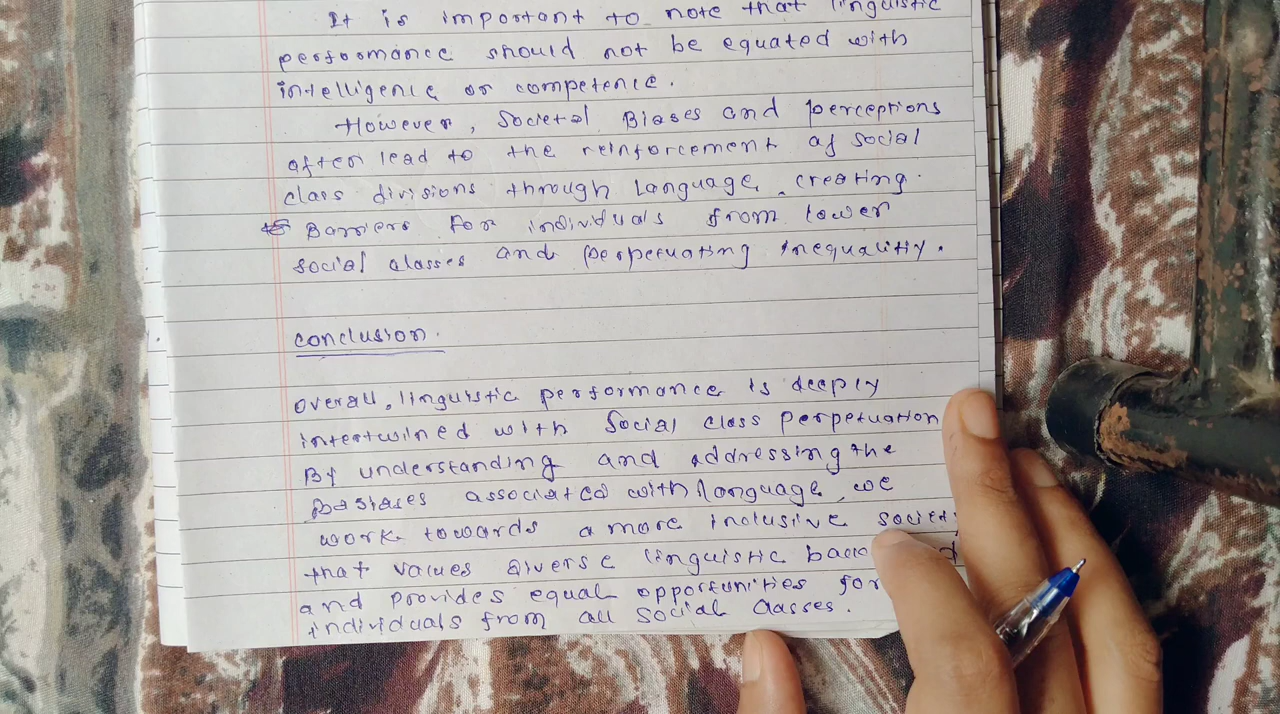 It is important to note that linguistic
performance should not be equated with
intelligence or competence.
However, societal Biases and perceptions
often lead to the reinforcement of social
class divisions through language, creating
Barriers for individuals from lower
social classes and perpetuating inequality.
conclusion.
overall, linguistic performance is deeply
intertwined with social class perpetuation
By understanding and addressing the
associated with language, we
work towards a more inclusive society
that values diverse linguistic
and provides equal opportunities for
individuals from all social classes.